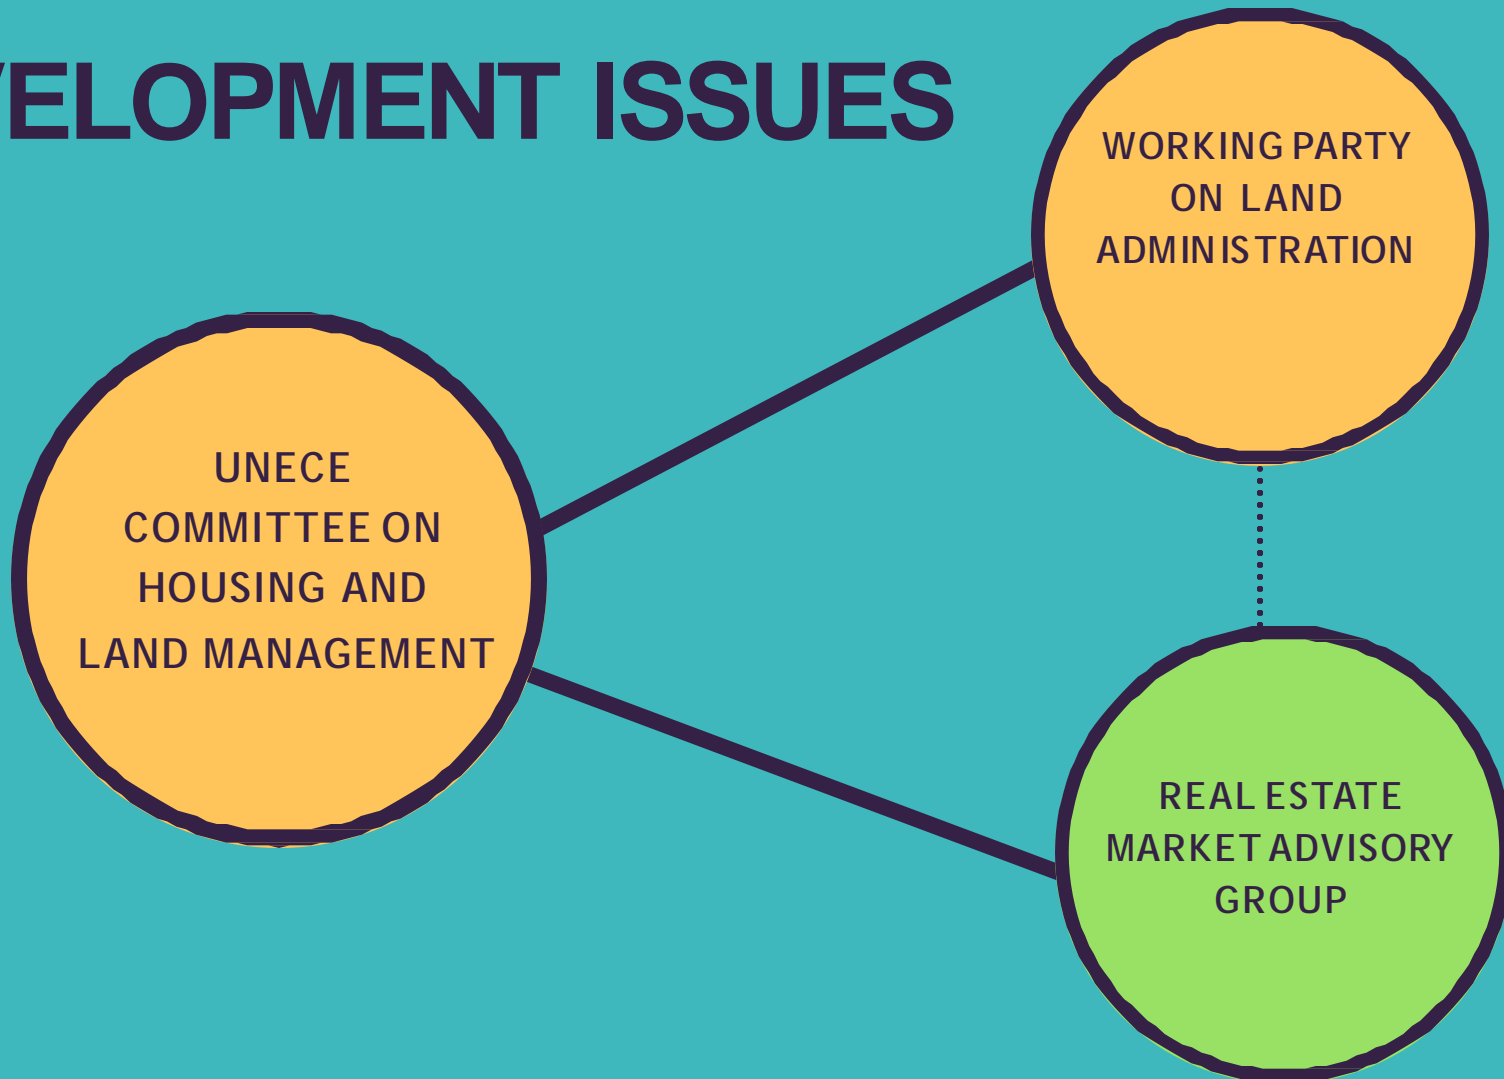 VELOPMENT ISSUES
WORKING PARTY
ON LAND
ADMINISTRATION
UNECE
COMMITTEE ON
HOUSING AND
LAND MANAGEMENT
REAL ESTATE
MARKET ADVISORY
GROUP